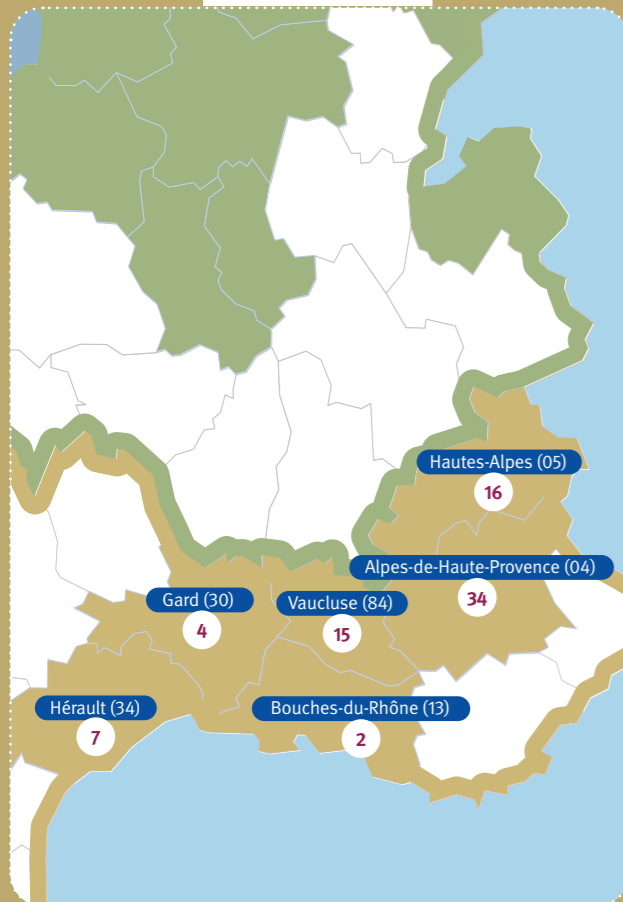 Hautes-Alpes (05)
16
Alpes-de-Haute-Provence (04)
34
Gard (30)
4
Vaucluse (84)
15
Hérault (34)
7
Bouches-du-Rhône (13)
2